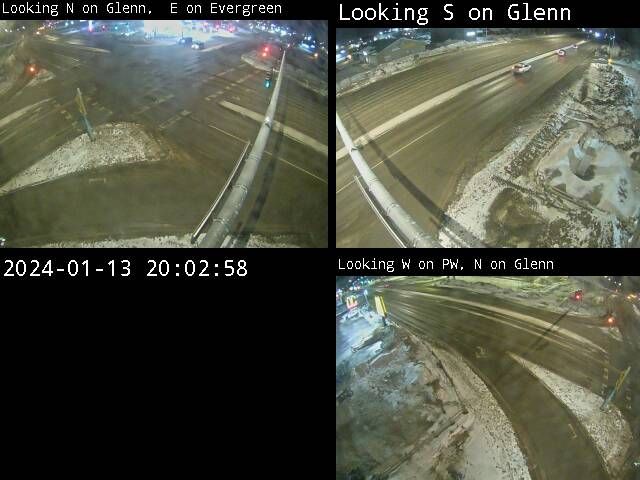 Looking N on Glenn,  E on Evergreen
Looking S on Glenn
2024-01-13 20:02:58
Looking W on PW, N on Glenn